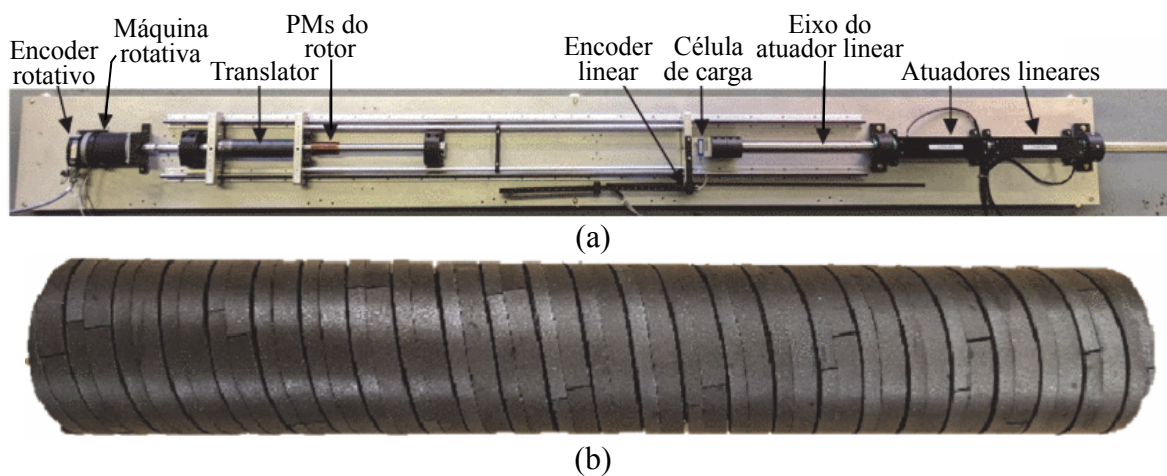 Encoder
rotativo
Máquina
rotativa
Translator
PMs do
rotor
Encoder
linear
Célula
de carga
Eixo do
atuador linear
Atuadores lineares
(a)
(b)